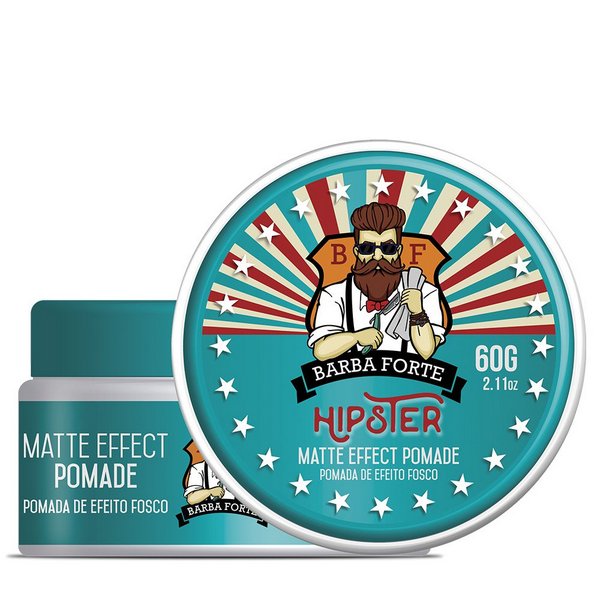 MATTE EFFECT
POMADE
POMADA DE EFEITO FOSCO
BARBA FORTE
B F
BARBA FORTE
60G
2.11oz
HIPSTER
MATTE EFFECT POMADE
POMADA DE EFEITO FOSCO